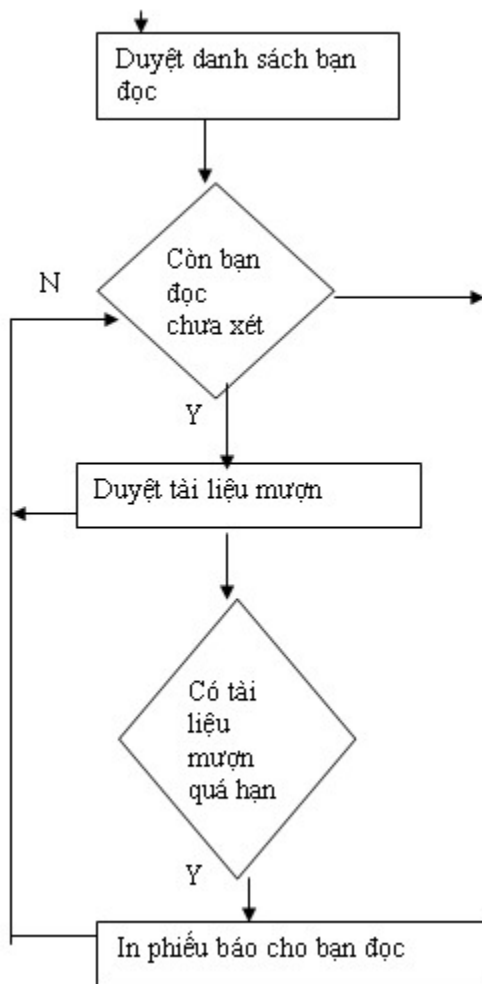 Duyệt danh sách bạn
đọc
Còn bạn
đọc
chưa xét
N
Y
Duyệt tài liệu mượn
Có tài
liệu
mượn
quá hạn
Y
In phiếu báo cho bạn đọc